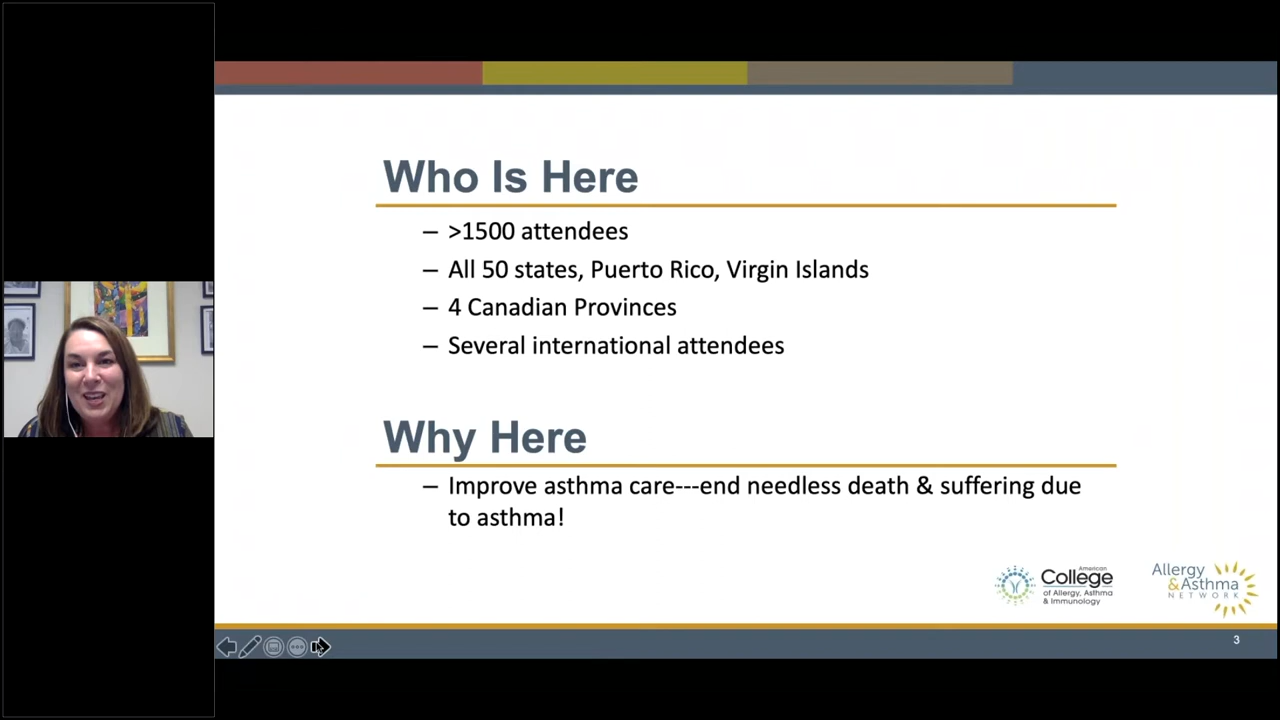 Who Is Here
– >1500 attendees
– All 50 states, Puerto Rico, Virgin Islands
– 4 Canadian Provinces
– Several international attendees
Why Here
– Improve asthma care---end needless death & suffering due
to asthma!
American
College
of Allergy, Asthma
& Immunology
Allergy
&Asthma
NETWORK
3